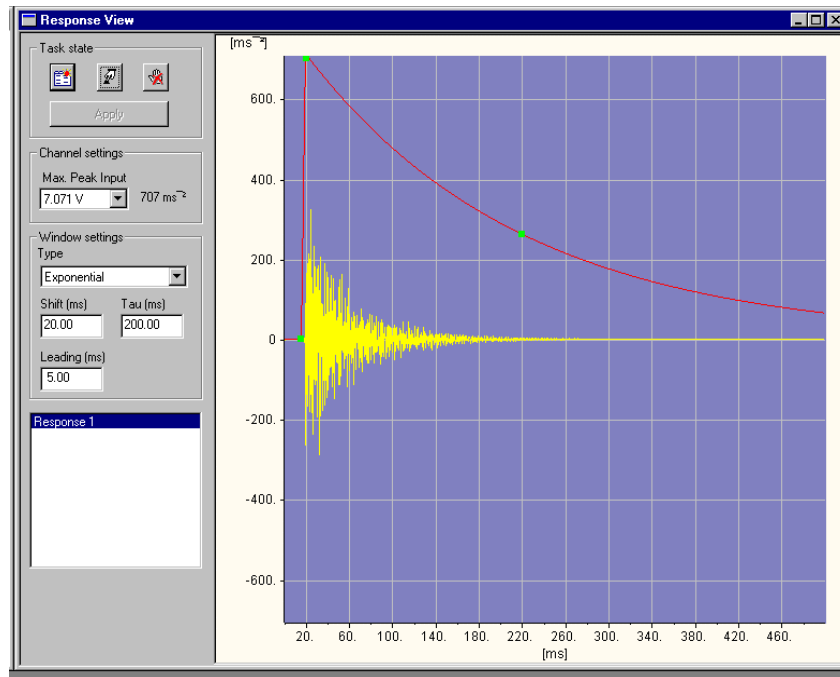 Response View
Task state
Apply
Channel settings
Max. Peak Input
7.071 V
707 ms⁻²
Window settings
Type
Exponential
Shift (ms)
Tau (ms)
20.00
200.00
Leading (ms)
5.00
Response 1
[ms⁻²]
600.
400.
200.
0
-200.
-400.
-600.
20. 60. 100. 140. 180. 220. 260. 300. 340. 380. 420. 460.
[ms]